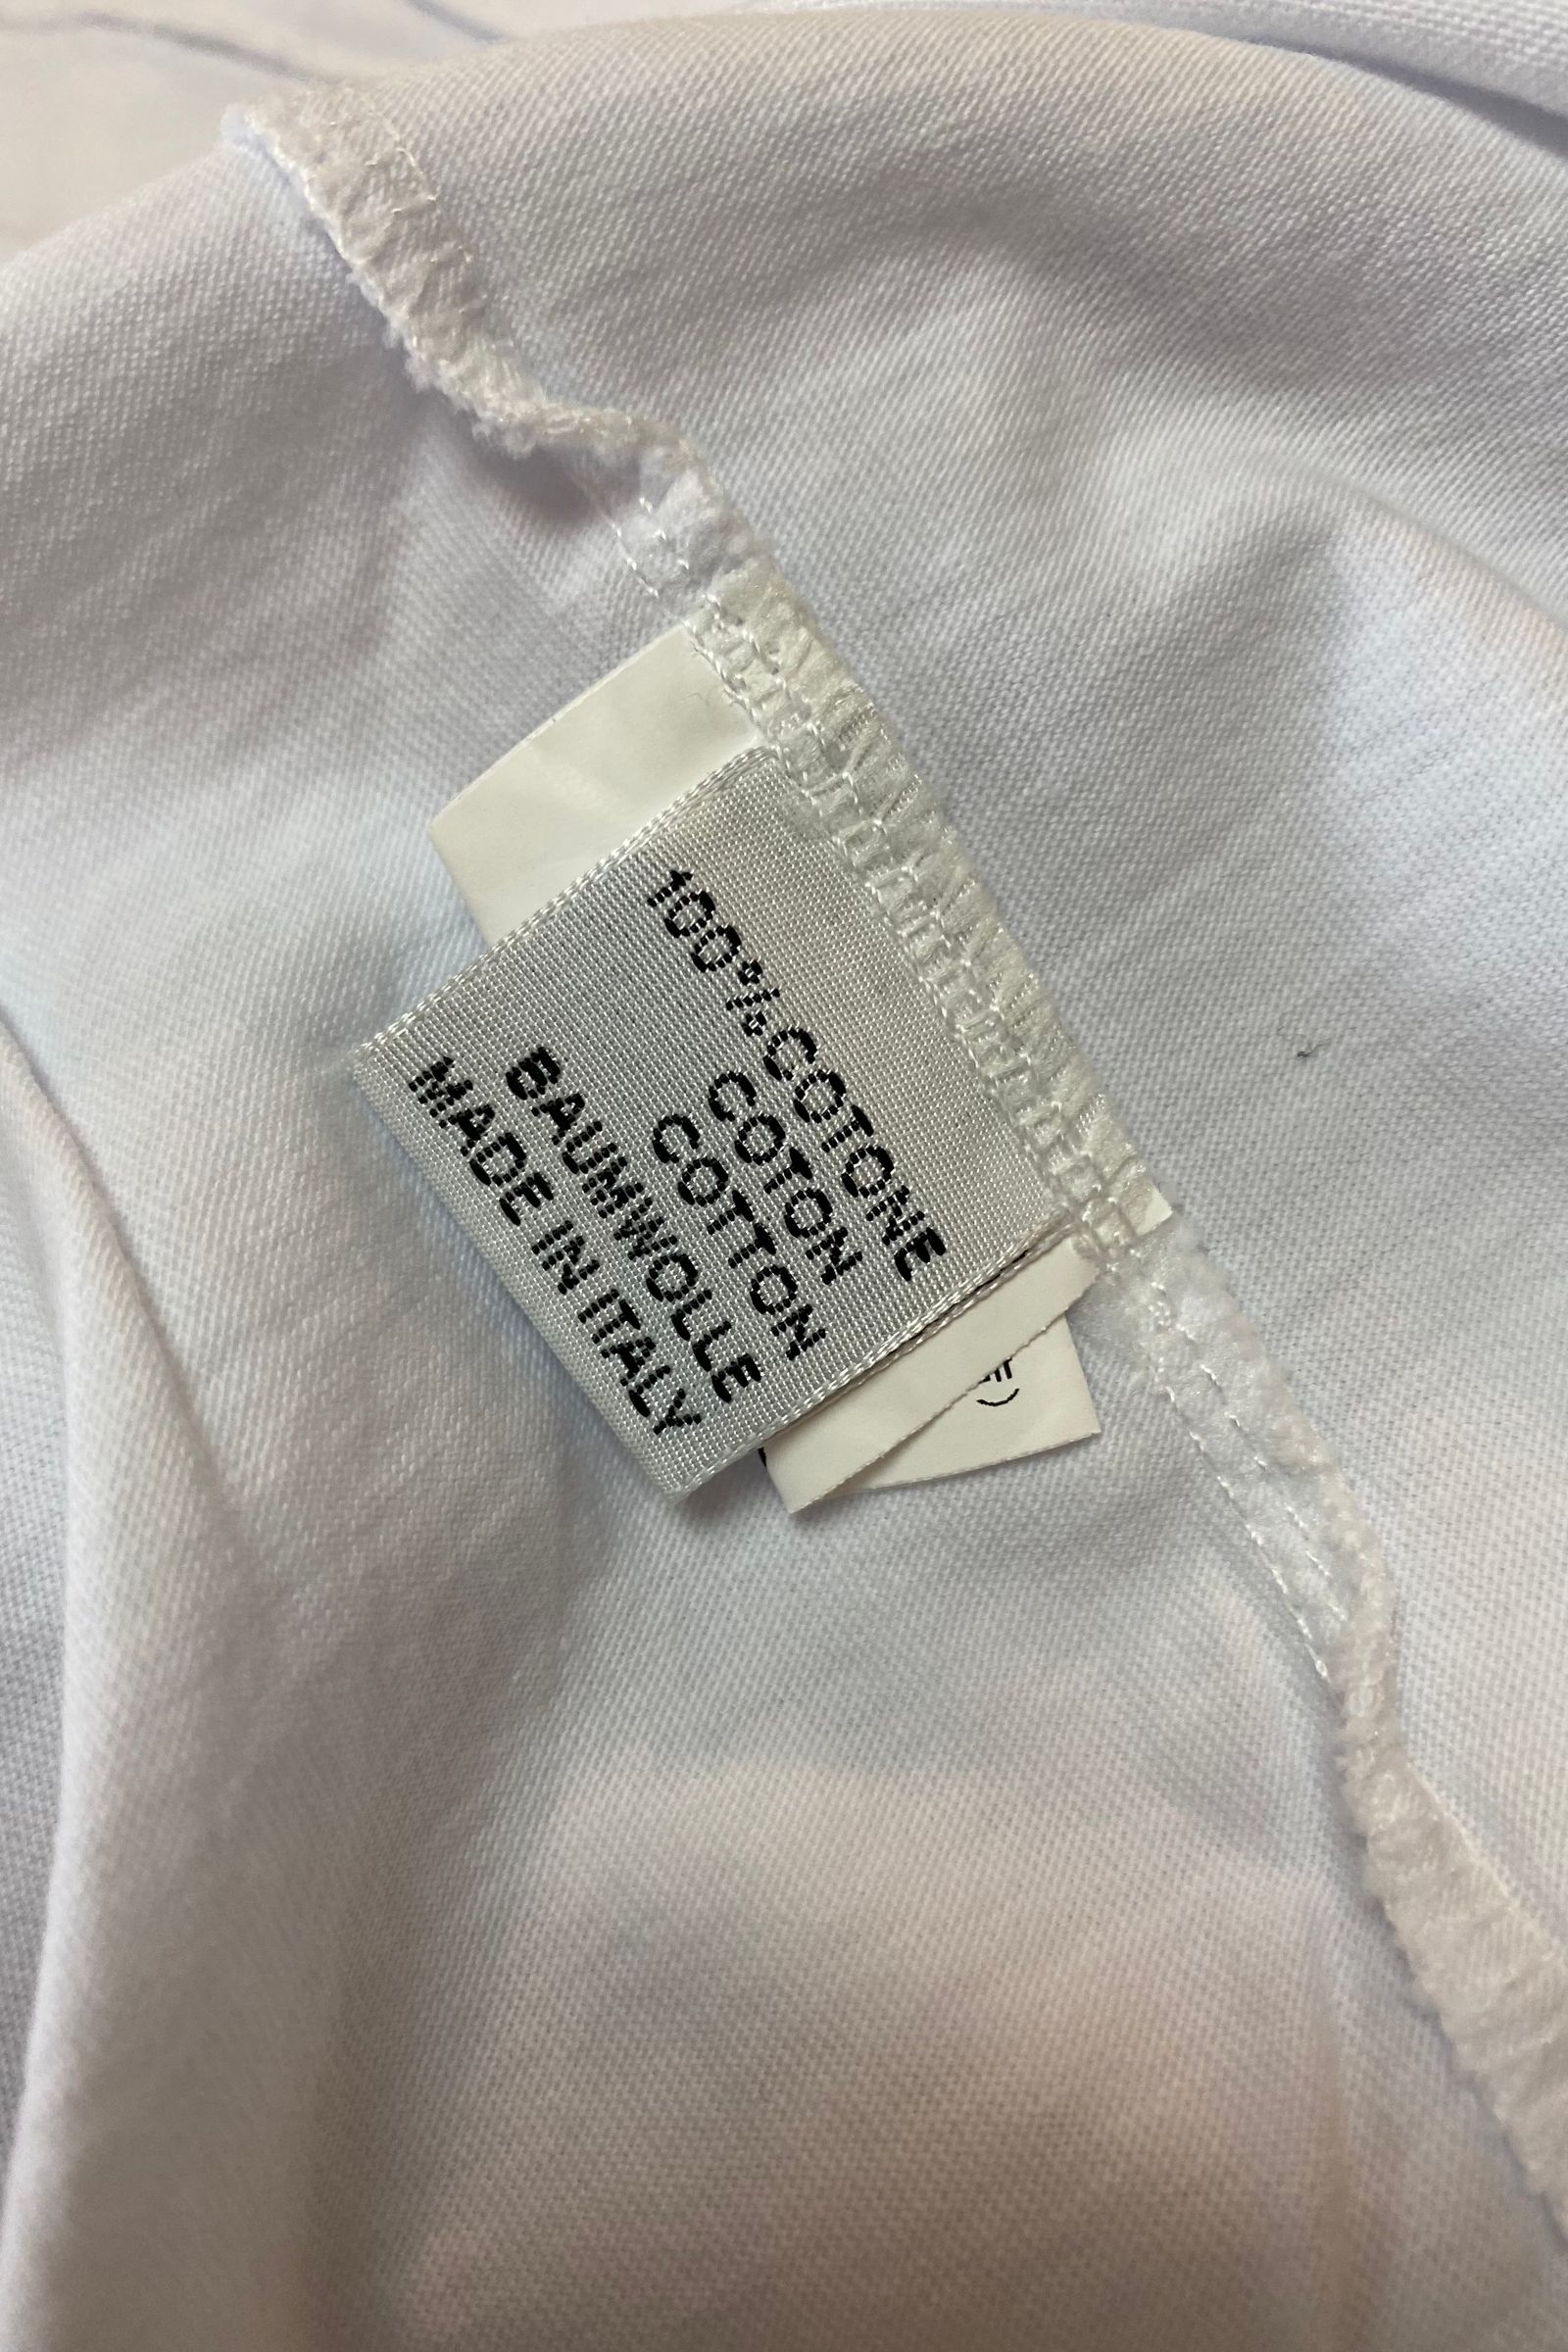 100% COTONE
COTON
COTTON
BAUMWOLLE
MADE IN ITALY